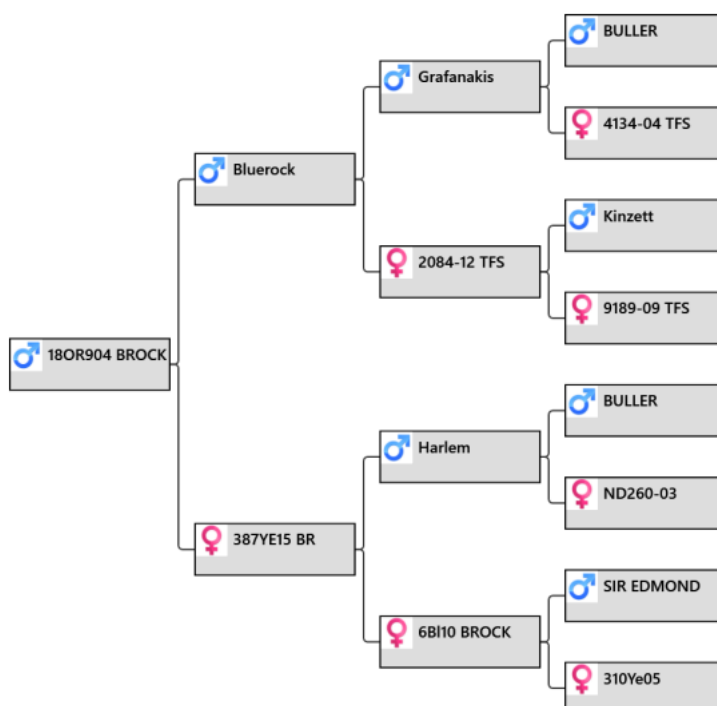 BULLER
Grafanakis
4134-04 TFS
Bluerock
Kinzett
2084-12 TFS
9189-09 TFS
18OR904 BROCK
BULLER
Harlem
ND260-03
387YE15 BR
SIR EDMOND
6Bl10 BROCK
310Ye05